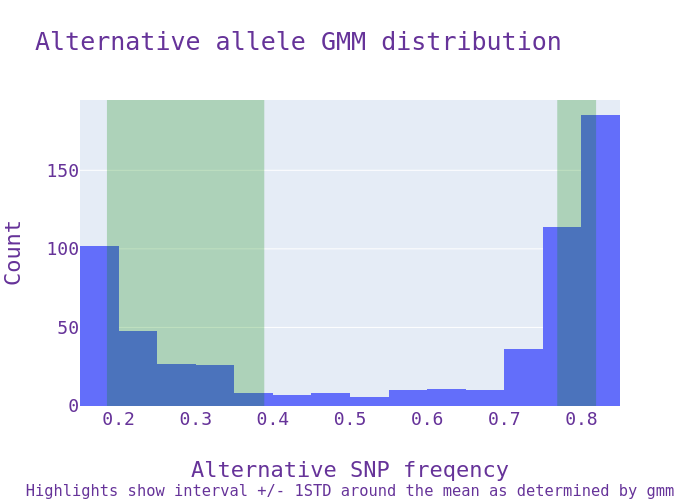 Alternative allele GMM distribution
150
100
50
0
Count
0.2 0.3 0.4 0.5 0.6 0.7 0.8
Alternative SNP freqency
Highlights show interval +/- 1STD around the mean as determined by gmm